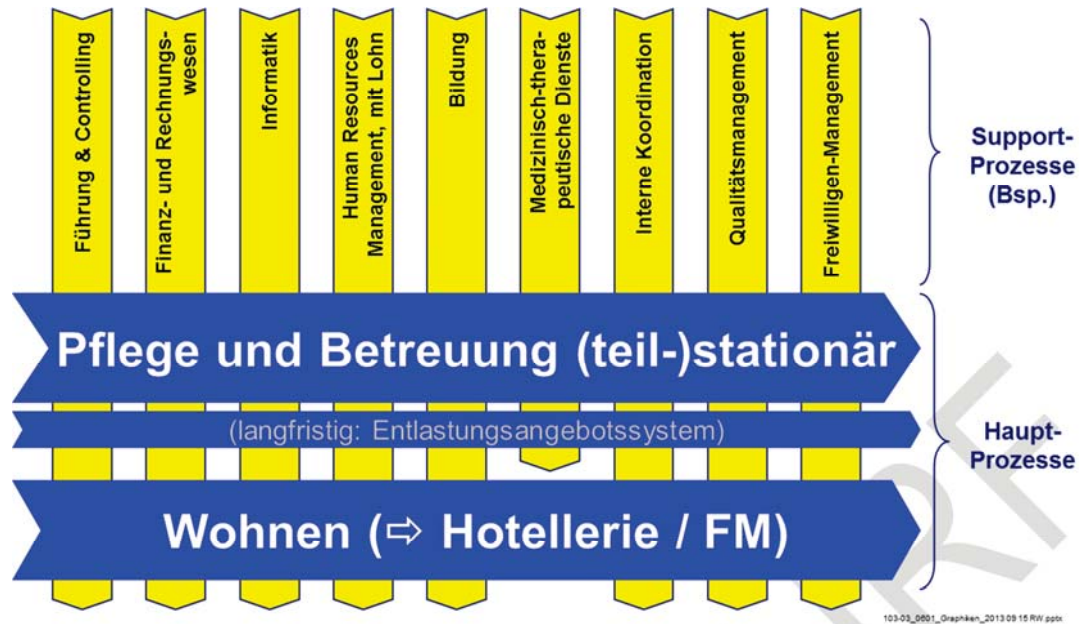 Führung & Controlling
Finanz- und Rechnungs-
wesen
Informatik
Human Resources
Management, mit Lohn
Bildung
Medizinisch-thera-
peutische Dienste
Interne Koordination
Qualitätsmanagement
Freiwilligen-Management
Support-
Prozesse
(Bsp.)
Pflege und Betreuung (teil-)stationär
(langfristig: Entlastungsangebotssystem)
Haupt-
Prozesse
Wohnen (⇨ Hotellerie / FM)
RF
103-03_0601_Graphiken_2013 09 15 RW.pptx